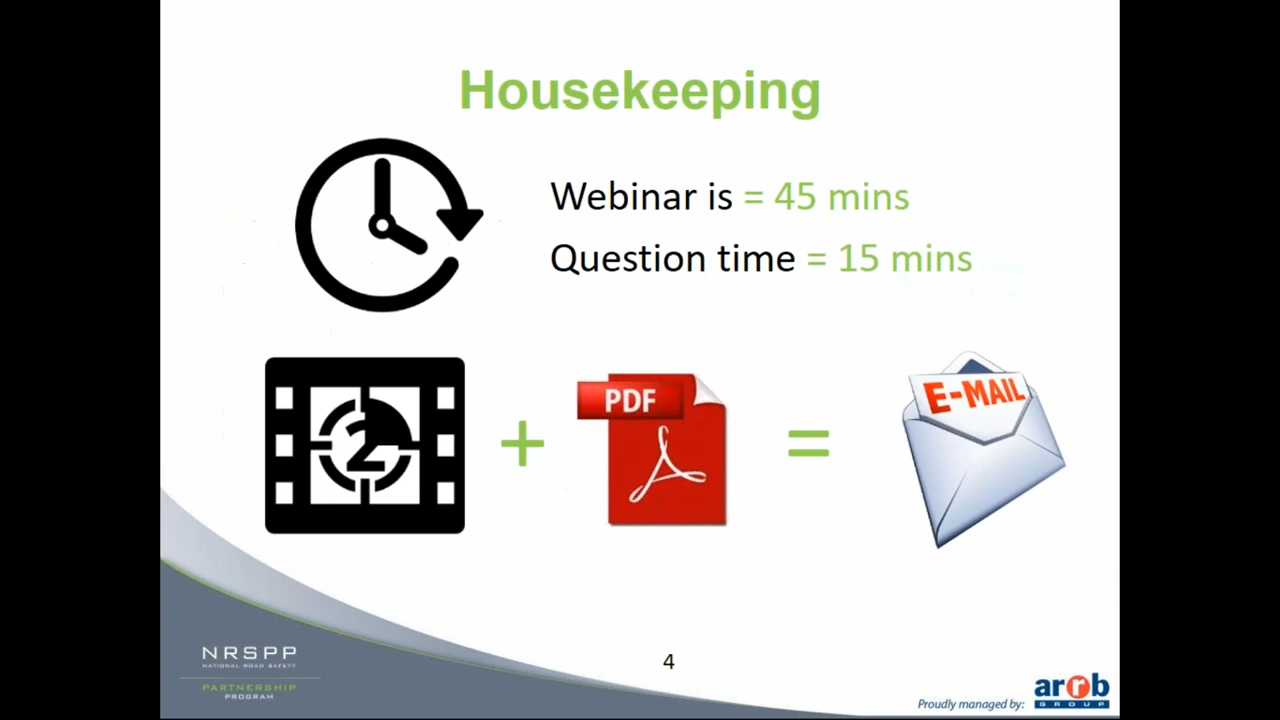 Housekeeping
Webinar is = 45 mins
Question time = 15 mins
2
+
PDF
=
E-MAIL
NRSPP
NATIONAL ROAD SAFETY
PARTNERSHIP
PROGRAM
4
Proudly managed by:
arrb
GROUP